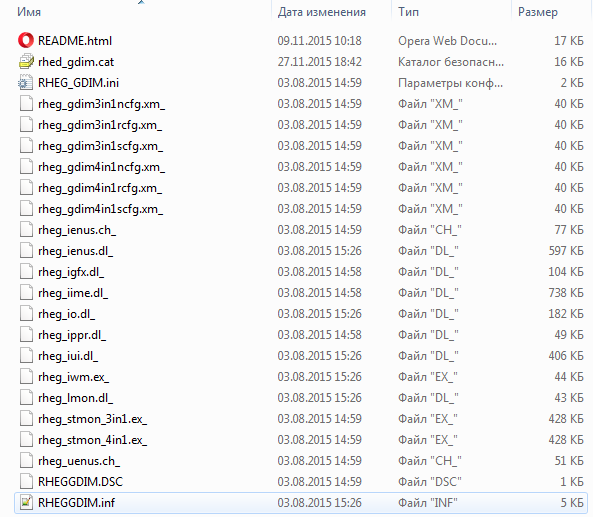 Имя Дата изменения Тип Размер
README.html 09.11.2015 10:18 Opera Web Docu... 17 КБ
rhed_gdim.cat 27.11.2015 18:42 Каталог безопасн... 16 КБ
RHEG_GDIM.ini 03.08.2015 14:59 Параметры конф... 2 КБ
rheg_gdim3in1ncfg.xm_ 03.08.2015 14:59 Файл "XM_" 40 КБ
rheg_gdim3in1rcfg.xm_ 03.08.2015 14:59 Файл "XM_" 40 КБ
rheg_gdim3in1scfg.xm_ 03.08.2015 14:59 Файл "XM_" 40 КБ
rheg_gdim4in1ncfg.xm_ 03.08.2015 14:59 Файл "XM_" 40 КБ
rheg_gdim4in1rcfg.xm_ 03.08.2015 14:59 Файл "XM_" 40 КБ
rheg_gdim4in1scfg.xm_ 03.08.2015 14:59 Файл "XM_" 40 КБ
rheg_ienus.ch_ 03.08.2015 14:59 Файл "CH_" 77 КБ
rheg_ienus.dl_ 03.08.2015 15:26 Файл "DL_" 597 КБ
rheg_igfx.dl_ 03.08.2015 14:58 Файл "DL_" 104 КБ
rheg_iime.dl_ 03.08.2015 14:58 Файл "DL_" 738 КБ
rheg_io.dl_ 03.08.2015 15:26 Файл "DL_" 182 КБ
rheg_ippr.dl_ 03.08.2015 14:58 Файл "DL_" 49 КБ
rheg_iui.dl_ 03.08.2015 15:26 Файл "DL_" 406 КБ
rheg_iwm.ex_ 03.08.2015 15:26 Файл "EX_" 44 КБ
rheg_lmon.dl_ 03.08.2015 15:26 Файл "DL_" 43 КБ
rheg_stmon_3in1.ex_ 03.08.2015 14:59 Файл "EX_" 428 КБ
rheg_stmon_4in1.ex_ 03.08.2015 14:59 Файл "EX_" 428 КБ
rheg_uenus.ch_ 03.08.2015 14:59 Файл "CH_" 51 КБ
RHEGGDIM.DSC 03.08.2015 14:59 Файл "DSC" 1 КБ
RHEGGDIM.inf 03.08.2015 15:26 Файл "INF" 5 КБ